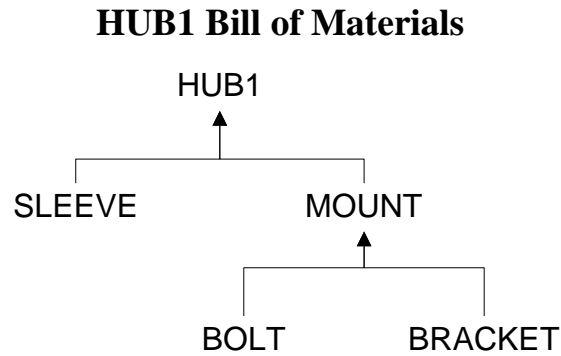 HUB1 Bill of Materials
HUB1
SLEEVE MOUNT
BOLT BRACKET